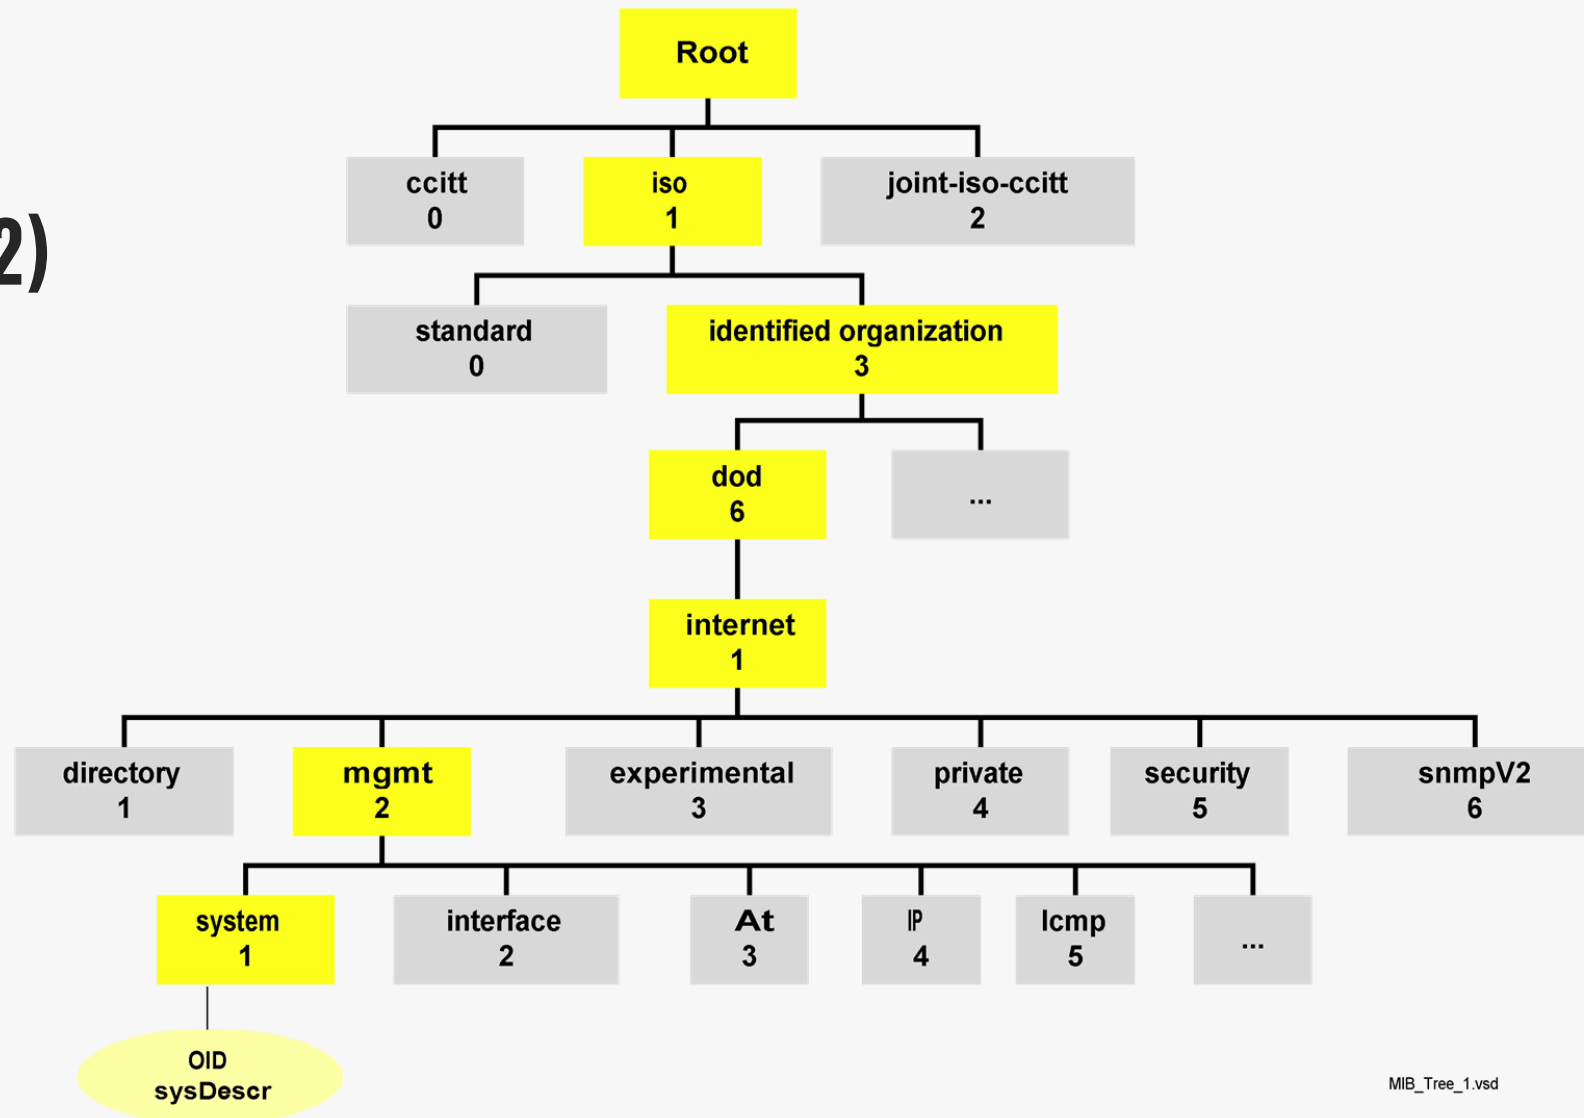 Root
ccitt
0
iso
1
joint-iso-ccitt
2
2)
standard
0
identified organization
3
dod
6
...
internet
1
directory
1
mgmt
2
experimental
3
private
4
security
5
snmpV2
6
system
1
interface
2
At
3
IP
4
Icmp
5
...
OID
sysDescr
MIB_Tree_1.vsd